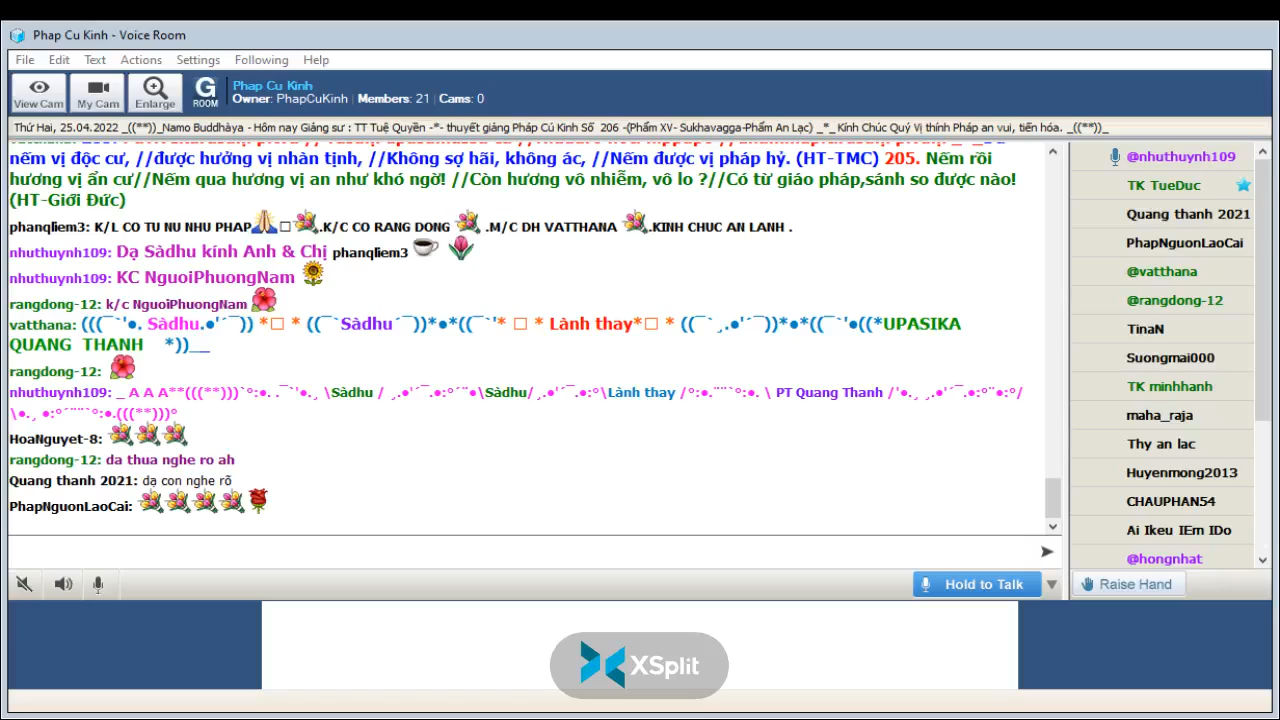 Phap Cu Kinh - Voice Room
File Edit Text Actions Settings Following Help
View Cam My Cam Enlarge G ROOM
Phap Cu Kinh
Owner: PhapCuKinh | Members: 21 | Cams: 0
Thứ Hai, 25.04.2022 _((**))_Namo Buddhàya - Hôm nay Giảng sư : TT Tuệ Quyền -*- thuyết giảng Pháp Cú Kinh Số 206 -(Phẩm XV- Sukhavagga-Phẩm An Lạc) _*_ Kính Chúc Quý Vị thính Pháp an vui, tiến hóa. _((**))_
nếm vị độc cư, //được hưởng vị nhàn tịnh, //Không sợ hãi, không ác, //Nếm được vị pháp hỷ. (HT-TMC) 205. Nếm rồi
hương vị ẩn cư//Nếm qua hương vị an như khó ngờ! //Còn hương vô nhiễm, vô lo ?//Có từ giáo pháp,sánh so được nào!
(HT-Giới Đức)
phanqliem3: K/L CO TU NU NHU PHAP □ .K/C CO RANG DONG .M/C DH VATTHANA .KINH CHUC AN LANH .
nhuthuynh109: Dạ Sàdhu kính Anh & Chị phanqliem3
nhuthuynh109: KC NguoiPhuongNam
rangdong-12: k/c NguoiPhuongNam
vatthana: (((¯`'●. Sàdhu.●'´¯)) *□ * ((¯`Sàdhu´¯))*●*((¯`'* □ * Lành thay*□ * ((¯`¸.●'´¯))*●*((¯`'●((*UPASIKA
QUANG THANH *))__
rangdong-12:
nhuthuynh109: _ A A A**(((**)))`°:●. .¯`'●.¸ \Sàdhu / ¸.●'´¯.●:°´¨●\Sàdhu/¸.●'´¯.●:°\Lành thay /°:●.¨¨`°:●. \ PT Quang Thanh /'●.¸ ¸.●'´¯.●:°¨●:°/
\●.¸ ●:°´¨¨`°:●.(((**)))°
HoaNguyet-8:
rangdong-12: da thua nghe ro ah
Quang thanh 2021: dạ con nghe rõ
PhapNguonLaoCai:
@nhuthuynh109
TK TueDuc
Quang thanh 2021
PhapNguonLaoCai
@vatthana
@rangdong-12
TinaN
Suongmai000
TK minhhanh
maha_raja
Thy an lac
Huyenmong2013
CHAUPHAN54
Ai Ikeu IEm IDo
@hongnhat
Hold to Talk
Raise Hand
XSplit